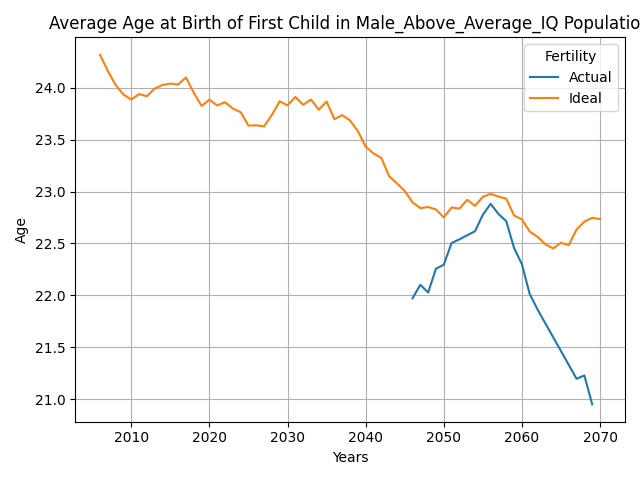 Average Age at Birth of First Child in Male_Above_Average_IQ Populatio
Fertility
Actual
Ideal
24.0
23.5
23.0
22.5
22.0
21.5
21.0
Age
2010 2020 2030 2040 2050 2060 2070
Years